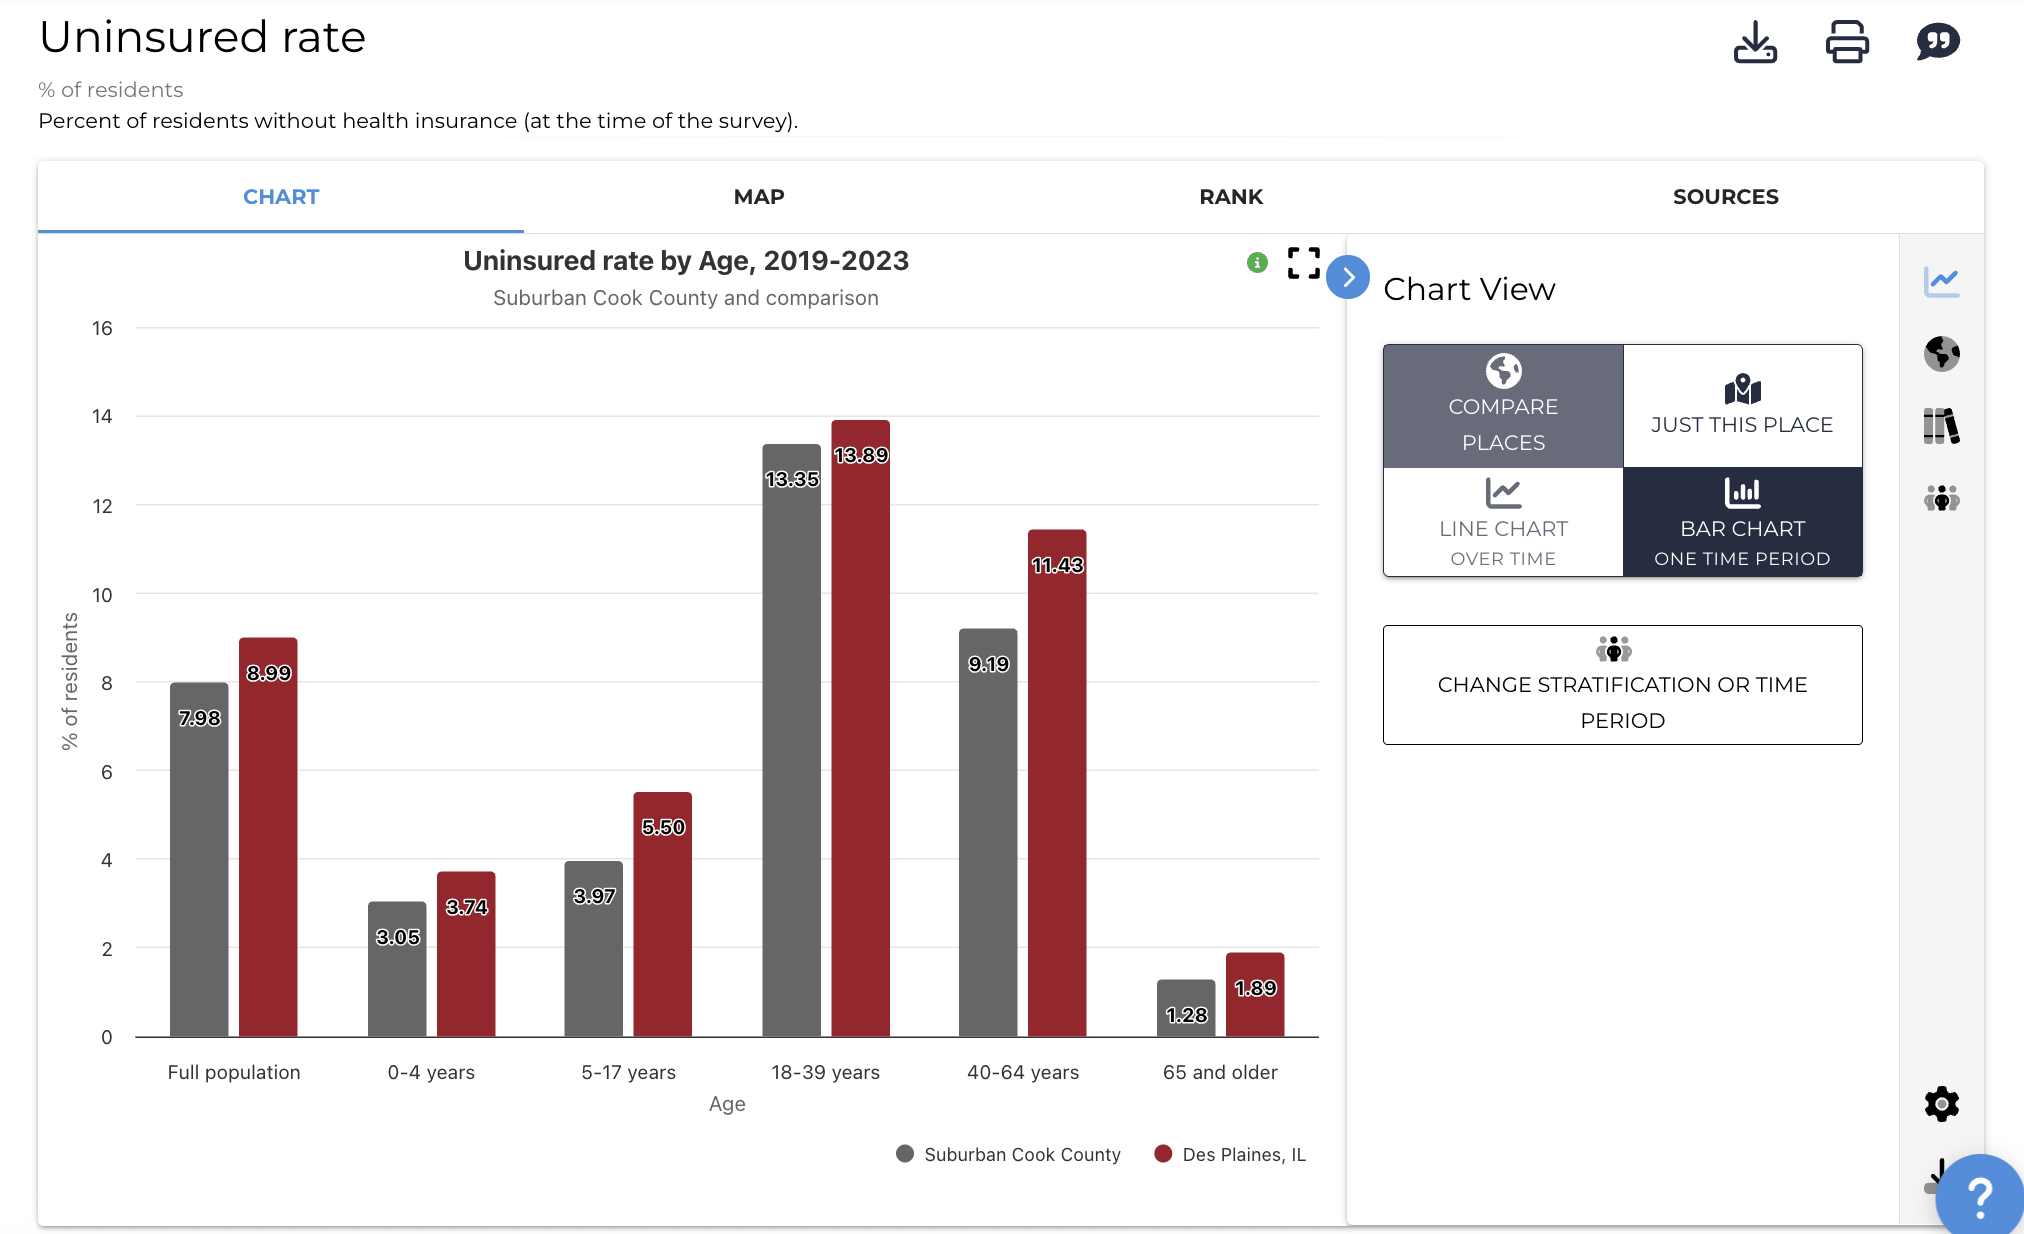 Uninsured rate
% of residents
Percent of residents without health insurance (at the time of the survey).
CHART
MAP
RANK
SOURCES
Uninsured rate by Age, 2019-2023
Suburban Cook County and comparison
16
14
12
10
8
6
4
2
0
% of residents
7.98
8.99
3.05
3.74
3.97
5.50
13.35
13.89
9.19
11.43
1.28
1.89
Full population
0-4 years
5-17 years
18-39 years
40-64 years
65 and older
Age
Suburban Cook County
Des Plaines, IL
Chart View
COMPARE
PLACES
JUST THIS PLACE
LINE CHART
OVER TIME
BAR CHART
ONE TIME PERIOD
CHANGE STRATIFICATION OR TIME
PERIOD
?